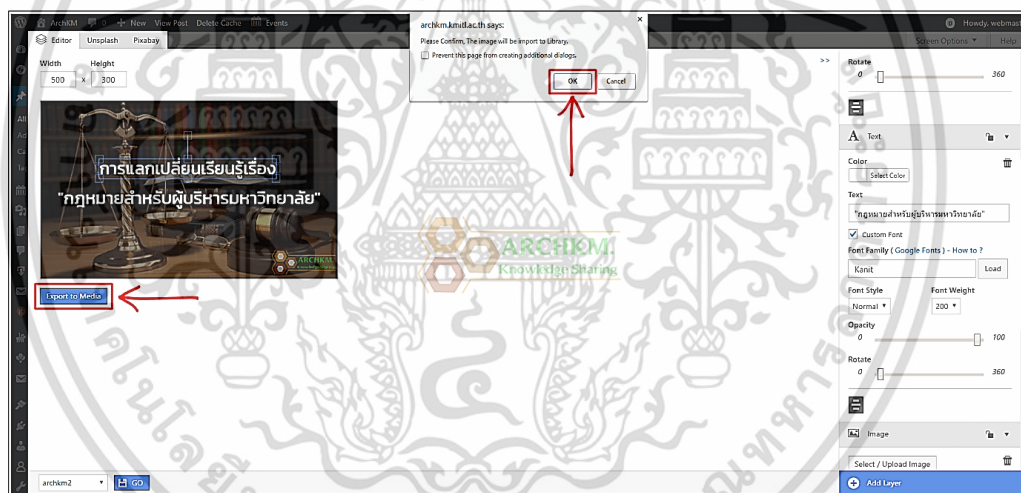 ArchKM 0 + New View Post Delete Cache Events
Howdy, webmast
Editor Unsplash Pixabay
Screen Options ▼ Help
archkm.kmitl.ac.th says:
Please Confirm, The image will be import to Library.
Prevent this page from creating additional dialogs.
OK Cancel
×
Width Height
500 x 300
>>
การแลกเปลี่ยนเรียนรู้เรื่อง
"กฎหมายสำหรับผู้บริหารมหาวิทยาลัย"
ARCHKM.
Knowledge Sharing
Export to Media
ARCHKM.
Knowledge Sharing
Rotate
0 360
A Text
Color
Select Color
Text
"กฎหมายสำหรับผู้บริหารมหาวิทยาลัย"
Custom Font
Font Family ( Google Fonts ) - How to ?
Kanit Load
Font Style Font Weight
Normal ▼ 200 ▼
Opacity
0 100
Rotate
0 360
Image
Select / Upload Image
Add Layer
archkm2 ▼ GO
All